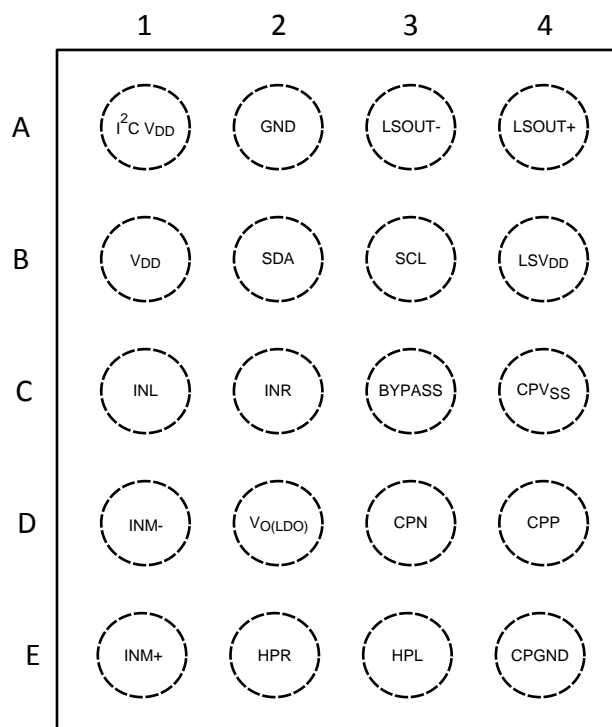 1 2 3 4
A I²C VDD GND LSOUT- LSOUT+
B VDD SDA SCL LSVDD
C INL INR BYPASS CPVSS
D INM- VO(LDO) CPN CPP
E INM+ HPR HPL CPGND